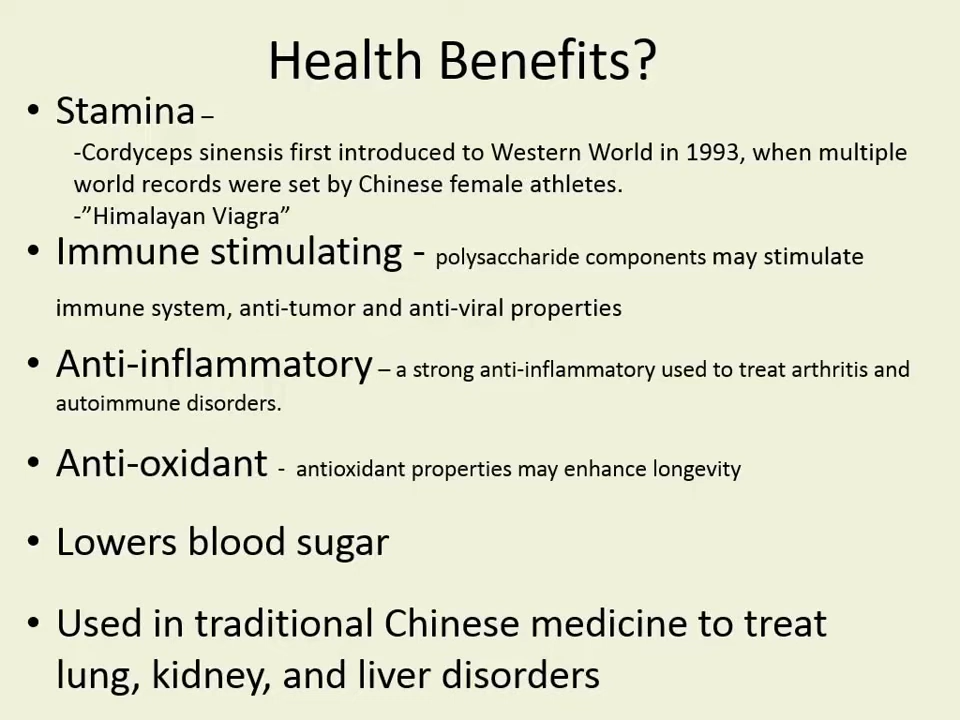 Health Benefits?
• Stamina –
-Cordyceps sinensis first introduced to Western World in 1993, when multiple
world records were set by Chinese female athletes.
-”Himalayan Viagra”
• Immune stimulating - polysaccharide components may stimulate
immune system, anti-tumor and anti-viral properties
• Anti-inflammatory – a strong anti-inflammatory used to treat arthritis and
autoimmune disorders.
• Anti-oxidant - antioxidant properties may enhance longevity
• Lowers blood sugar
• Used in traditional Chinese medicine to treat
lung, kidney, and liver disorders